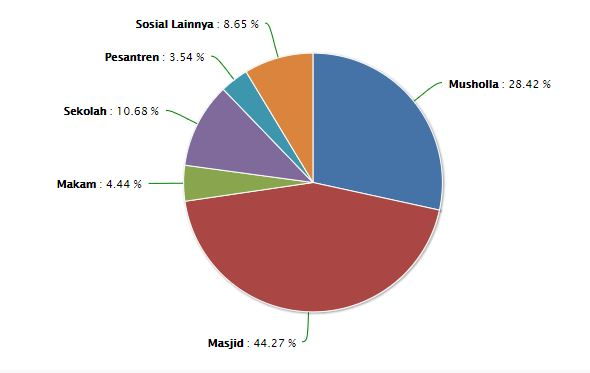 Sosial Lainnya : 8.65 %
Pesantren : 3.54 %
Musholla : 28.42 %
Sekolah : 10.68 %
Makam : 4.44 %
Masjid : 44.27 %